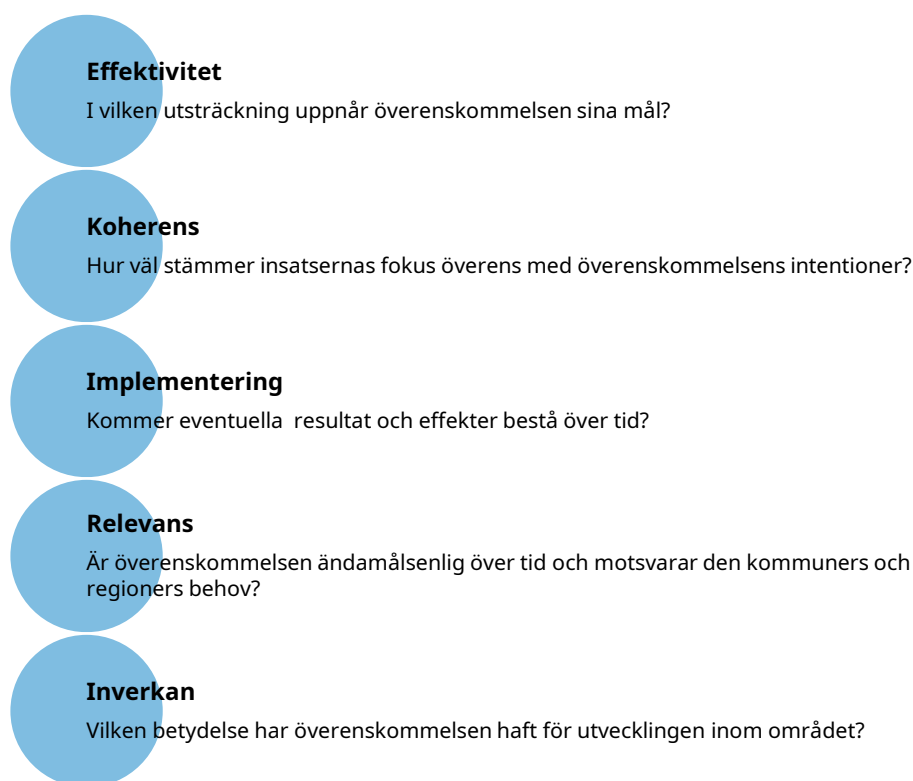 Effektivitet
I vilken utsträckning uppnår överenskommelsen sina mål?
Koherens
Hur väl stämmer insatsernas fokus överens med överenskommelsens intentioner?
Implementering
Kommer eventuella  resultat och effekter bestå över tid?
Relevans
Är överenskommelsen ändamålsenlig över tid och motsvarar den kommuners och
regioners behov?
Inverkan
Vilken betydelse har överenskommelsen haft för utvecklingen inom området?